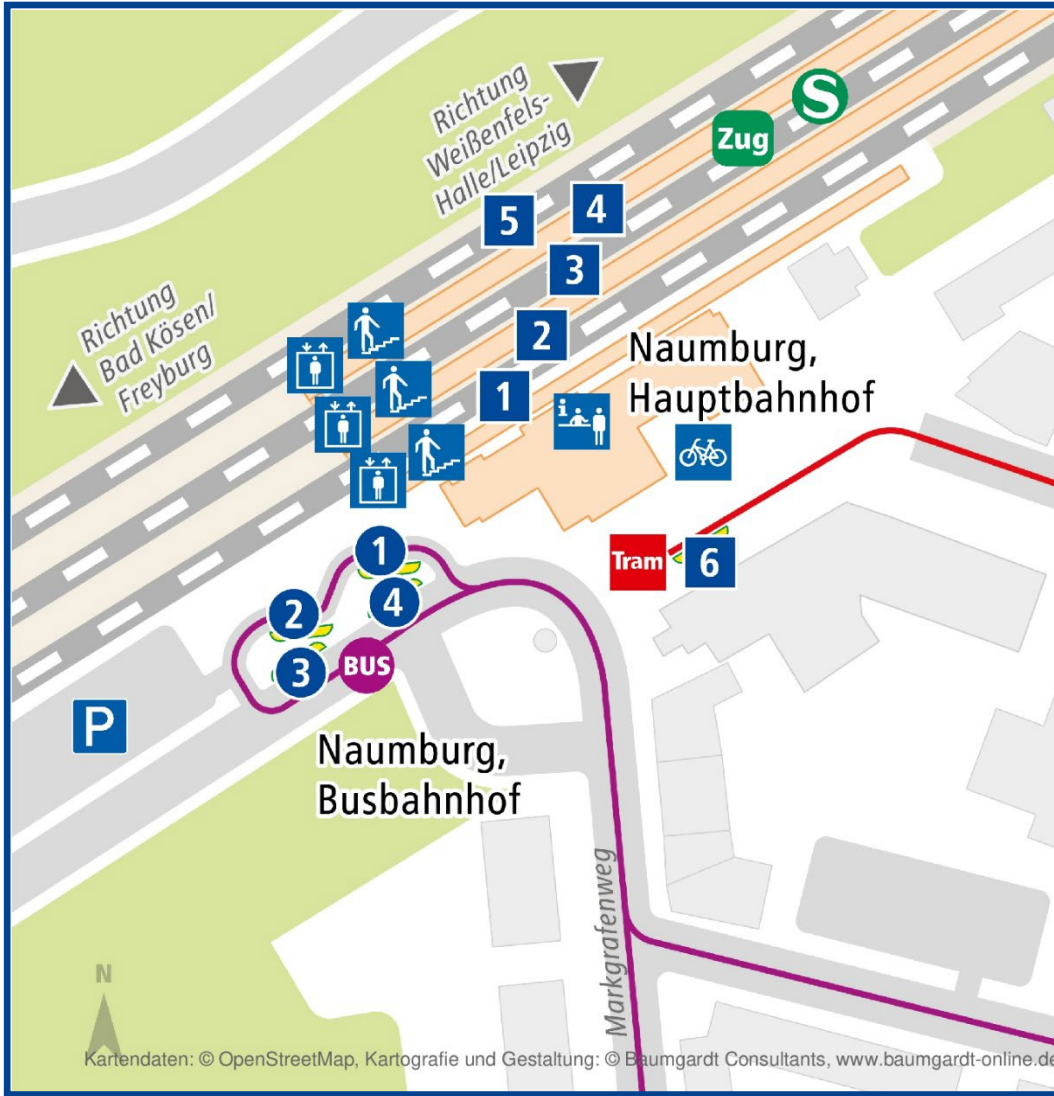 Richtung
Weißenfels-
Halle/Leipzig
S
Zug
5
4
3
2
1
Richtung
Bad Kösen/
Freyburg
Naumburg,
Hauptbahnhof
i
Tram
6
1
4
2
3
BUS
P
Naumburg,
Busbahnhof
Markgrafenweg
N
Kartendaten: © OpenStreetMap, Kartografie und Gestaltung: © Baumgardt Consultants, www.baumgardt-online.de